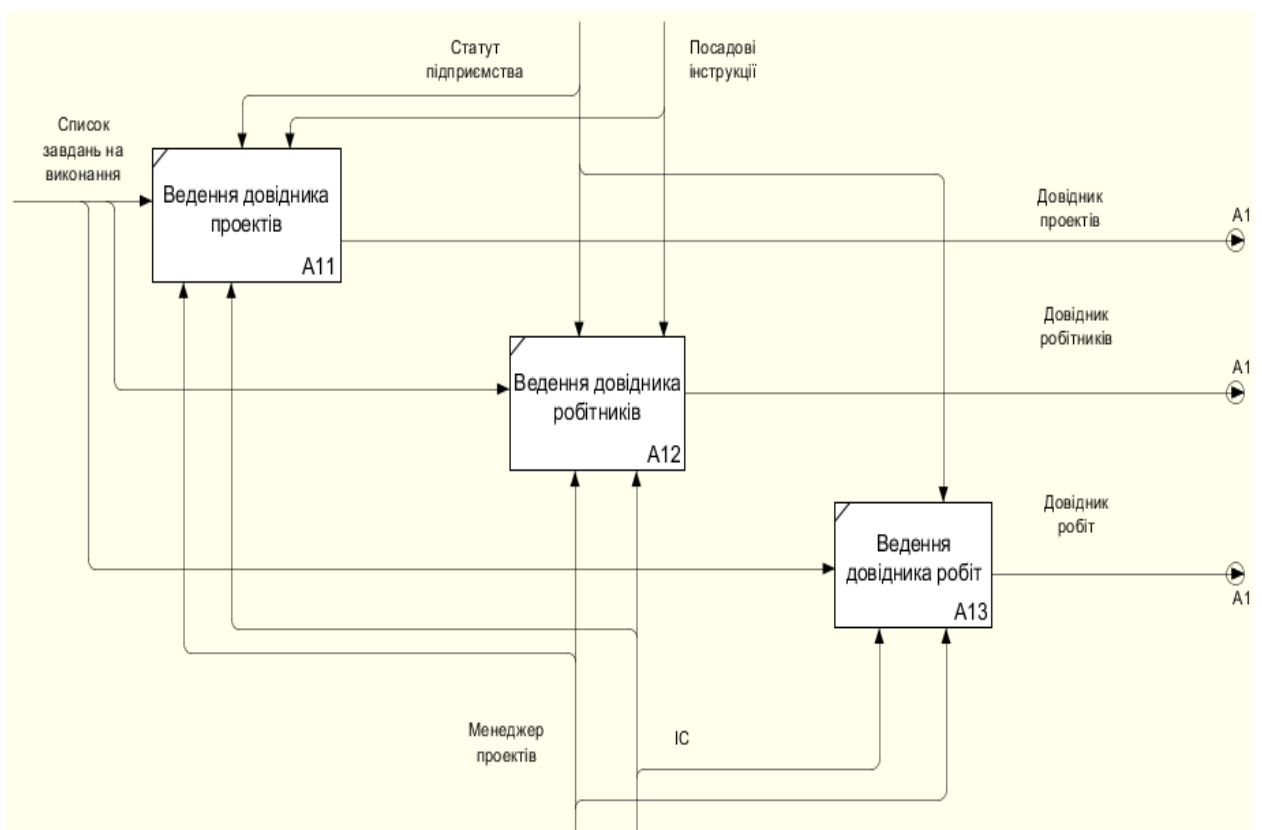 Статут
підприємства
Посадові
інструкції
Список
завдань на
виконання
Ведення довідника
проектів
A11
Довідник
проектів
A1
Довідник
робітників
A1
Ведення довідника
робітників
A12
Довідник
робіт
A1
Ведення
довідника робіт
A13
Менеджер
проектів
ІС